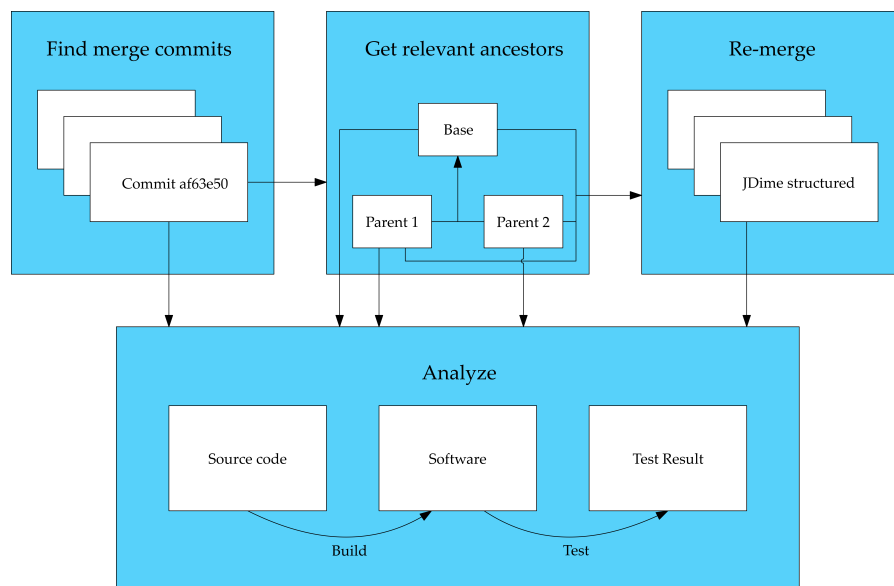 Find merge commits
Get relevant ancestors
Re-merge
Commit af63e50
Base
Parent 1
Parent 2
JDime structured
Analyze
Source code
Software
Test Result
Build
Test